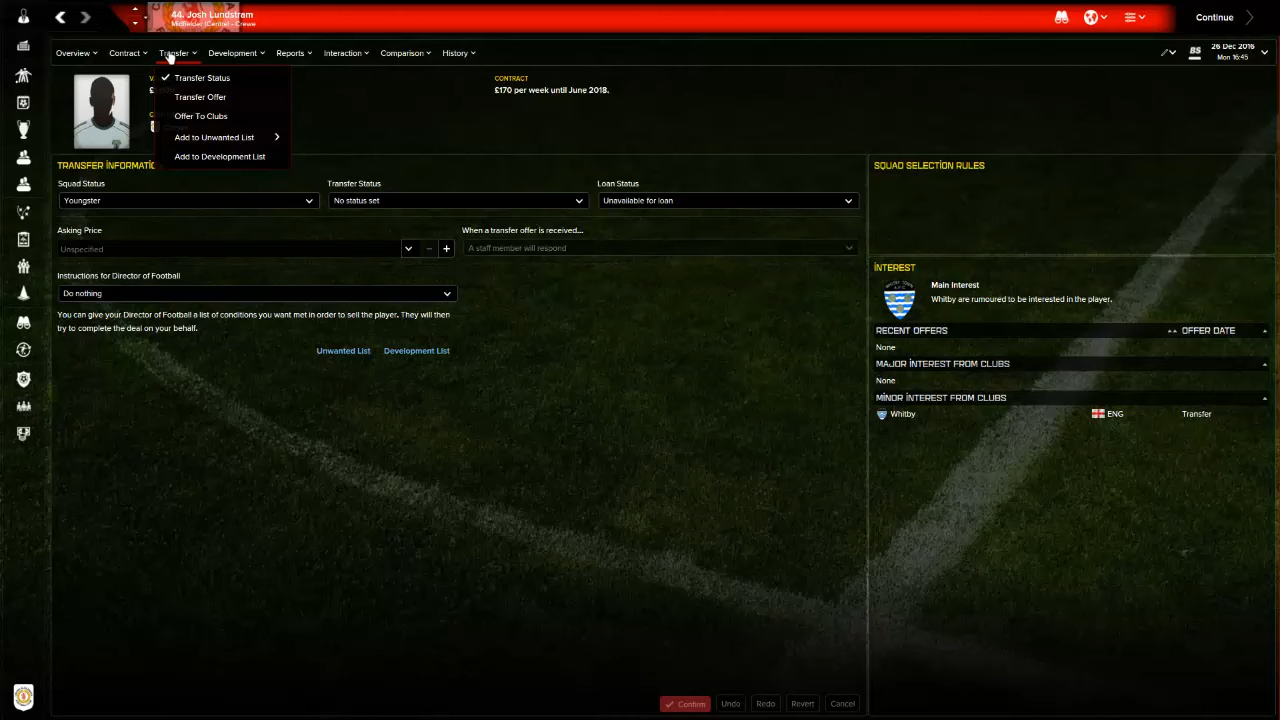 44. Josh Lundstram
Midfielder (Centre) - Crewe
Continue
Overview Contract Transfer Development Reports Interaction Comparison History
BS
26 Dec 2016
Mon 16:45
Transfer Status
Transfer Offer
Offer To Clubs
Add to Unwanted List
Add to Development List
CONTRACT
£170 per week until June 2018.
TRANSFER INFORMATIO
Squad Status Transfer Status Loan Status
Youngster No status set Unavailable for loan
Asking Price When a transfer offer is received...
Unspecified A staff member will respond
Instructions for Director of Football
Do nothing
You can give your Director of Football a list of conditions you want met in order to sell the player. They will then
try to complete the deal on your behalf.
Unwanted List Development List
SQUAD SELECTION RULES
INTEREST
Main Interest
Whitby are rumoured to be interested in the player.
RECENT OFFERS OFFER DATE
None
MAJOR INTEREST FROM CLUBS
None
MINOR INTEREST FROM CLUBS
Whitby ENG Transfer
Confirm Undo Redo Revert Cancel